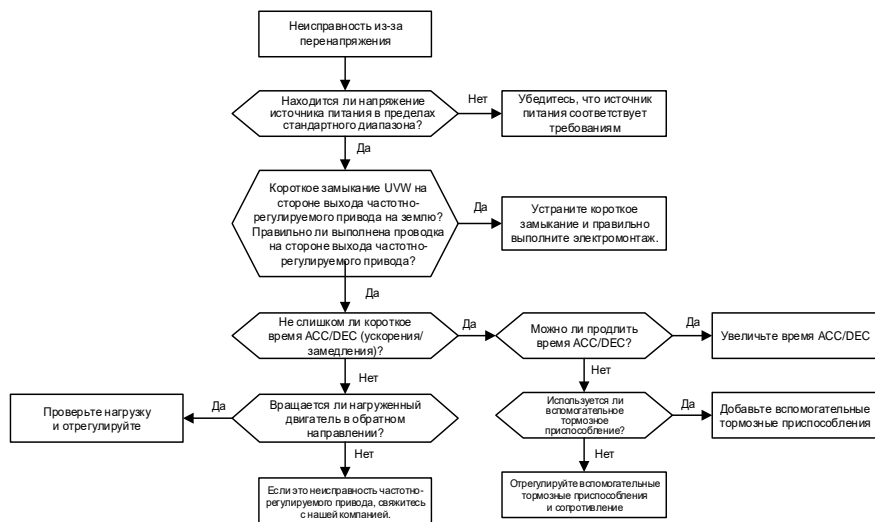 Неисправность из-за
перенапряжения
Находится ли напряжение
источника питания в пределах
стандартного диапазона?
Нет
Убедитесь, что источник
питания соответствует
требованиям
Да
Короткое замыкание UVW на
стороне выхода частотно-
регулируемого привода на землю?
Правильно ли выполнена проводка
на стороне выхода частотно-
регулируемого привода?
Да
Устраните короткое
замыкание и правильно
выполните электромонтаж.
Да
Не слишком ли короткое
время ACC/DEC (ускорения/
замедления)?
Да
Можно ли продлить
время ACC/DEC?
Да
Увеличьте время ACC/DEC
Нет
Нет
Проверьте нагрузку
и отрегулируйте
Да
Вращается ли нагруженный
двигатель в обратном
направлении?
Используется ли
вспомогательное
тормозное
приспособление?
Да
Добавьте вспомогательные
тормозные приспособления
Нет
Нет
Если это неисправность частотно-
регулируемого привода, свяжитесь
с нашей компанией.
Отрегулируйте вспомогательные
тормозные приспособления
и сопротивление